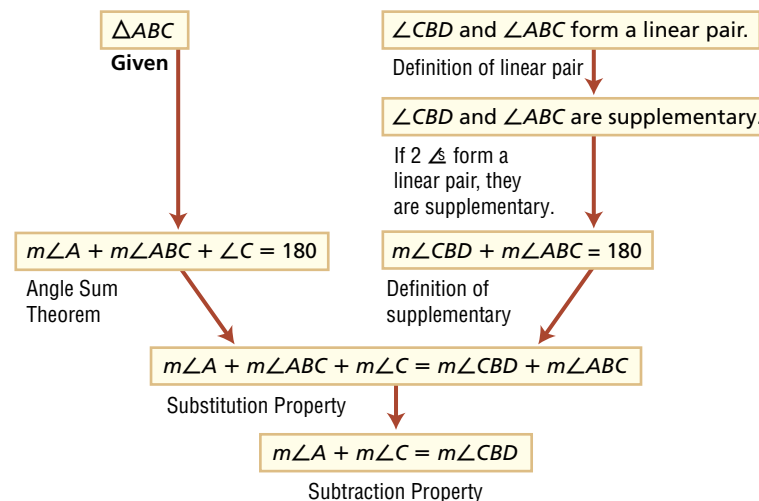 △ABC
Given
∠CBD and ∠ABC form a linear pair.
Definition of linear pair
∠CBD and ∠ABC are supplementary.
If 2 ∠s form a
linear pair, they
are supplementary.
m∠A + m∠ABC + ∠C = 180
Angle Sum
Theorem
m∠CBD + m∠ABC = 180
Definition of
supplementary
m∠A + m∠ABC + m∠C = m∠CBD + m∠ABC
Substitution Property
m∠A + m∠C = m∠CBD
Subtraction Property